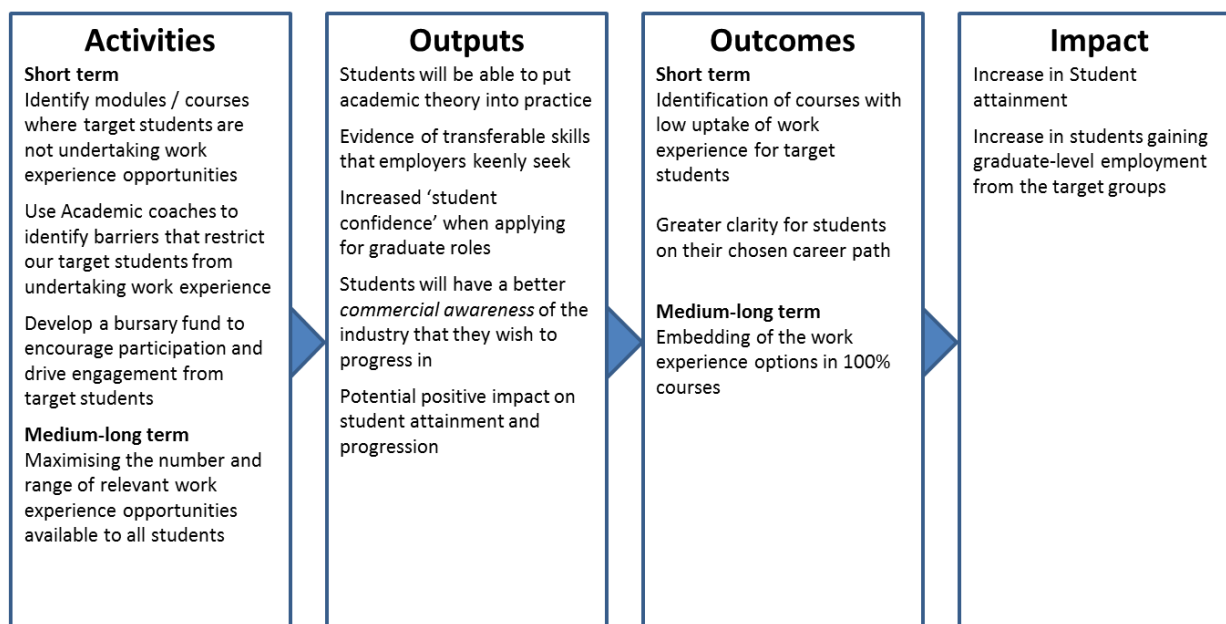 Activities
Short term
Identify modules / courses
where target students are
not undertaking work
experience opportunities
Use Academic coaches to
identify barriers that restrict
our target students from
undertaking work experience
Develop a bursary fund to
encourage participation and
drive engagement from
target students
Medium-long term
Maximising the number and
range of relevant work
experience opportunities
available to all students
Outputs
Students will be able to put
academic theory into practice
Evidence of transferable skills
that employers keenly seek
Increased ‘student
confidence’ when applying
for graduate roles
Students will have a better
commercial awareness of the
industry that they wish to
progress in
Potential positive impact on
student attainment and
progression
Outcomes
Short term
Identification of courses with
low uptake of work
experience for target
students
Greater clarity for students
on their chosen career path
Medium-long term
Embedding of the work
experience options in 100%
courses
Impact
Increase in Student
attainment
Increase in students gaining
graduate-level employment
from the target groups